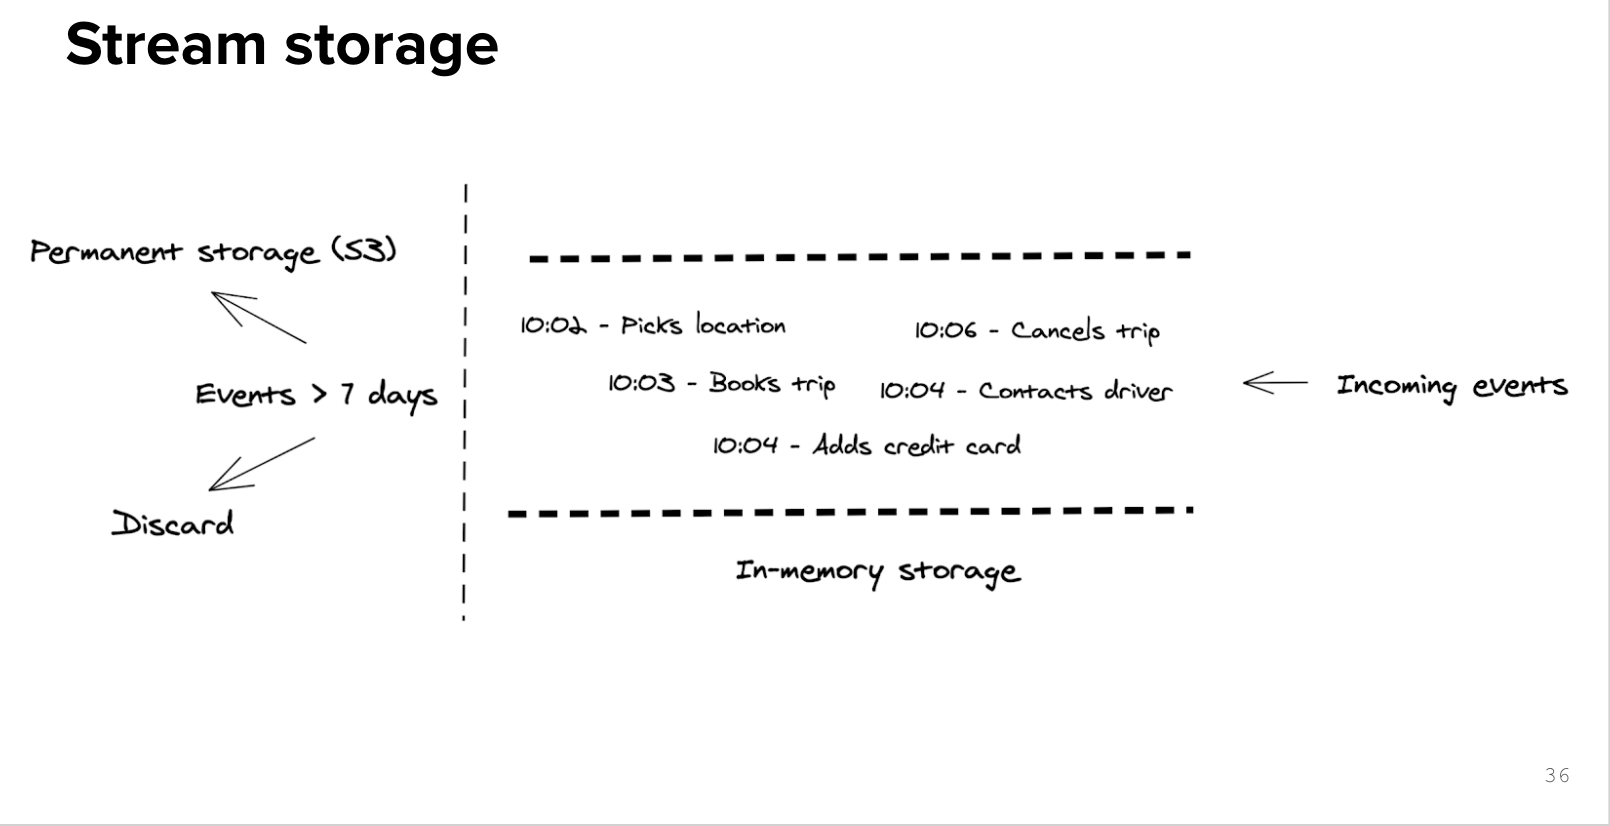 Stream storage
Permanent storage (S3)
Events > 7 days
Discard
10:02 - Picks location
10:06 - Cancels trip
10:03 - Books trip
10:04 - Contacts driver
10:04 - Adds credit card
In-memory storage
Incoming events
36